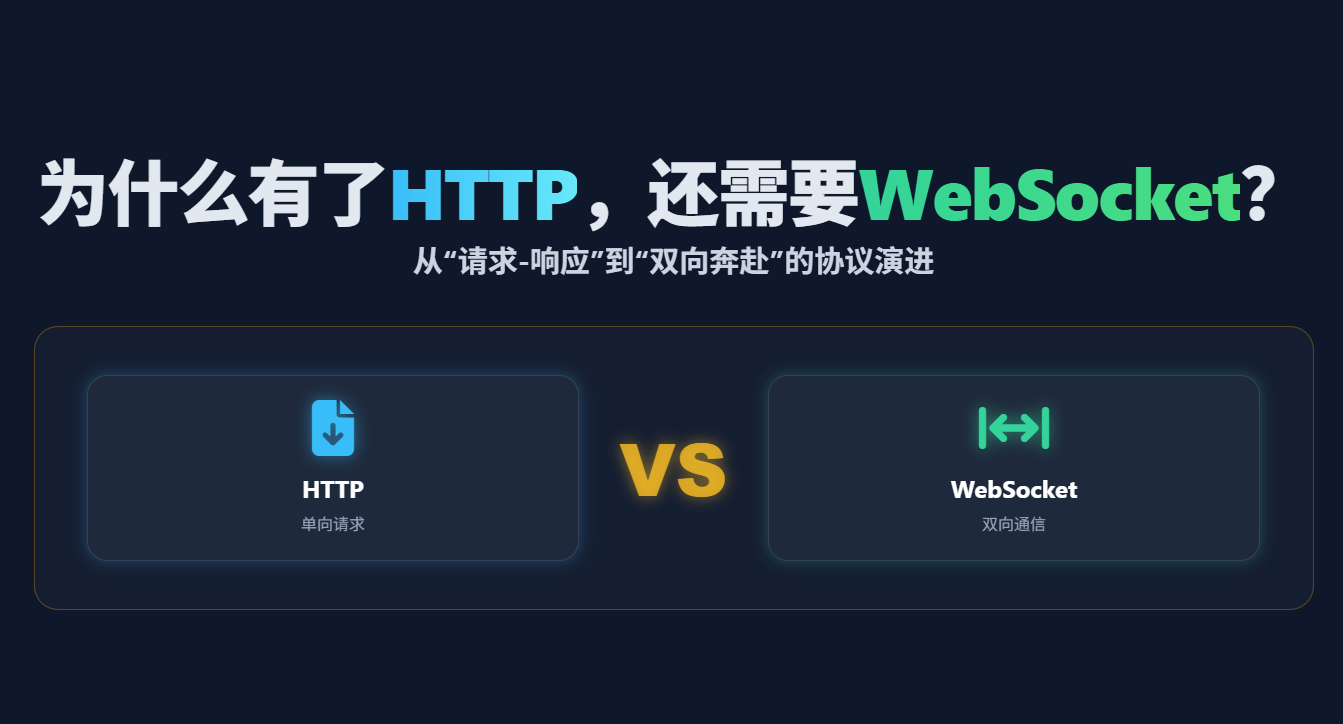 为什么有了HTTP，还需要WebSocket?
从“请求-响应”到“双向奔赴”的协议演进
HTTP
单向请求
VS
WebSocket
双向通信